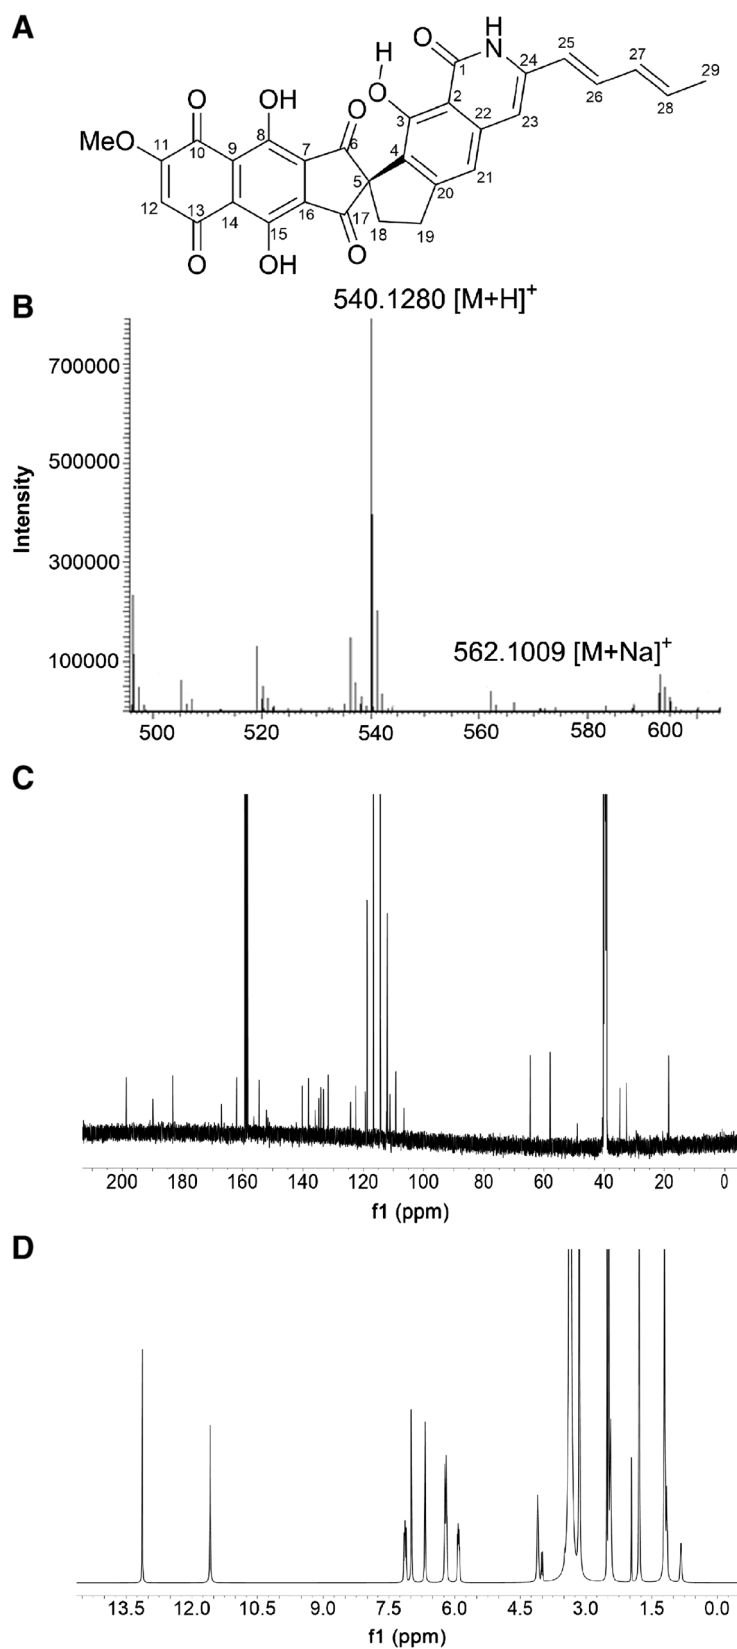 A
H
O
NH
25
27
29
1
24
H
2
26
28
O
22
23
O
OH
O
3
MeO
11
10
9
8
7
6
4
21
5
20
12
13
14
15
16
17
18
19
O
OH
O
B
540.1280 [M+H]+
700000
500000
300000
100000
Intensity
562.1009 [M+Na]+
500 520 540 560 580 600
C
200 180 160 140 120 100 80 60 40 20 0
f1 (ppm)
D
13.5 12.0 10.5 9.0 7.5 6.0 4.5 3.0 1.5 0.0
f1 (ppm)